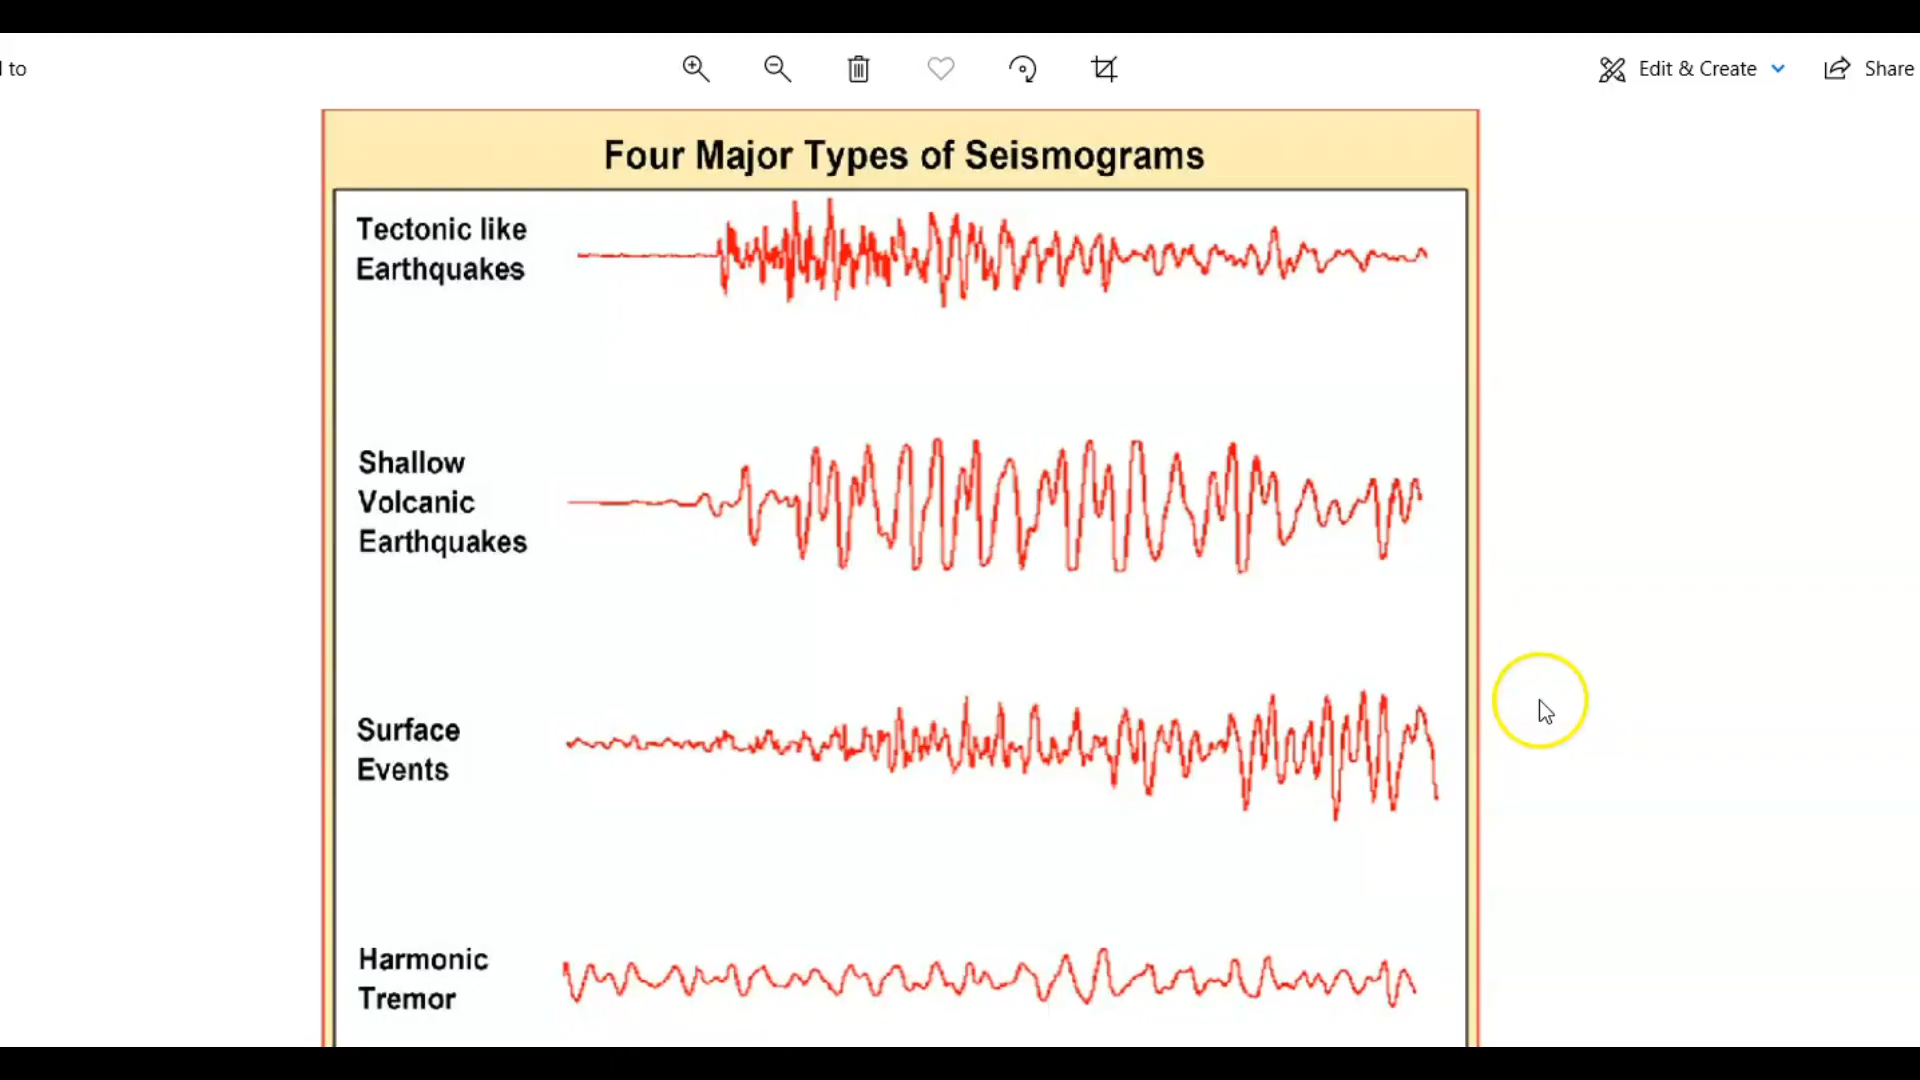 to
Edit & Create
Share
Four Major Types of Seismograms
Tectonic like
Earthquakes
Shallow
Volcanic
Earthquakes
Surface
Events
Harmonic
Tremor